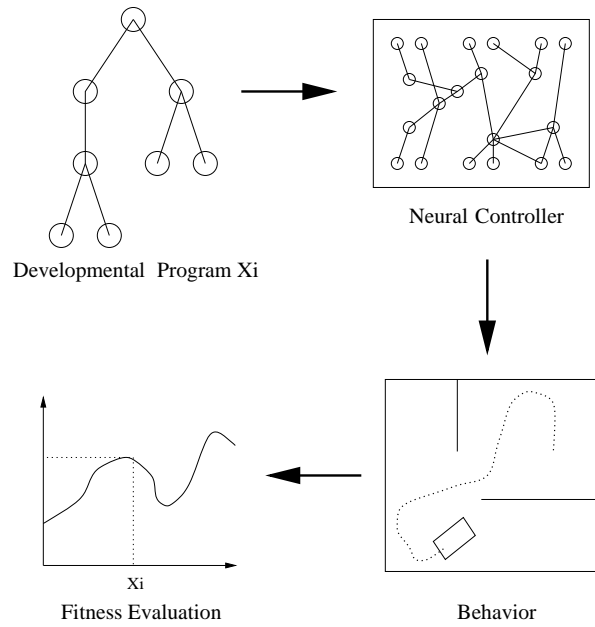 Developmental Program Xi
Neural Controller
Xi
Fitness Evaluation
Behavior